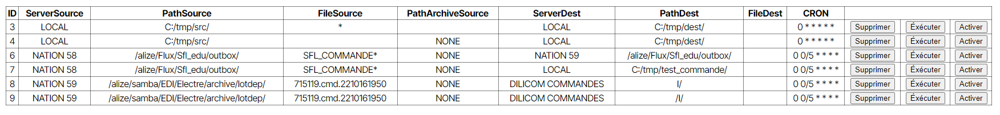 ID ServerSource PathSource FileSource PathArchiveSource ServerDest PathDest FileDest CRON
3 LOCAL C:/tmp/src/ * LOCAL C:/tmp/dest/ 0 * * * * * Supprimer Éxécuter Activer
4 LOCAL C:/tmp/src/ NONE LOCAL C:/tmp/dest/ 0 * * * * * Supprimer Éxécuter Activer
6 NATION 58 /alize/Flux/Sfl_edu/outbox/ SFL_COMMANDE* NONE NATION 59 /alize/Flux/Sfl_edu/outbox/ 0 0/5 * * * * Supprimer Éxécuter Activer
7 NATION 58 /alize/Flux/Sfl_edu/outbox/ SFL_COMMANDE* NONE LOCAL C:/tmp/test_commande/ 0 0/5 * * * * Supprimer Éxécuter Activer
8 NATION 59 /alize/samba/EDI/Electre/archive/lotdep/ 715119.cmd.2210161950 NONE DILICOM COMMANDES I/ 0 0/5 * * * * Supprimer Éxécuter Activer
9 NATION 59 /alize/samba/EDI/Electre/archive/lotdep/ 715119.cmd.2210161950 NONE DILICOM COMMANDES /I/ 0 0/5 * * * * Supprimer Éxécuter Activer